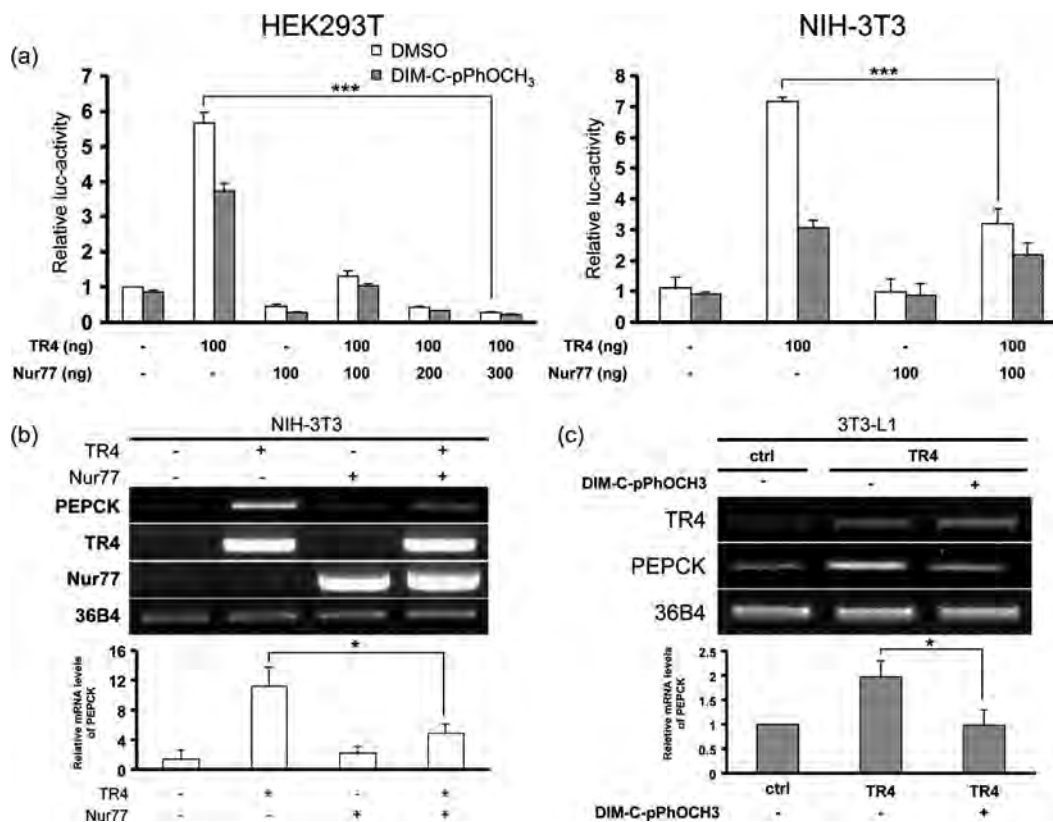 HEK293T
NIH-3T3
(a)
DMSO
DIM-C-pPhOCH3
Relative luc-activity
7
6
5
4
3
2
1
0
***
TR4 (ng) - 100 - 100 100 100
Nur77 (ng) - - 100 100 200 300
Relative luc-activity
8
7
6
5
4
3
2
1
0
***
TR4 (ng) - 100 - 100
Nur77 (ng) - - 100 100
(b)
NIH-3T3
TR4 - + - +
Nur77 - - + +
PEPCK
TR4
Nur77
36B4
Relative mRNA levels
of PEPCK
16
12
8
4
0
*
TR4 - + - +
Nur77 - - + +
(c)
3T3-L1
ctrl TR4
DIM-C-pPhOCH3 - - +
TR4
PEPCK
36B4
Relative mRNA levels
of PEPCK
2.5
2
1.5
1
0.5
0
*
ctrl TR4 TR4
DIM-C-pPhOCH3 - - +